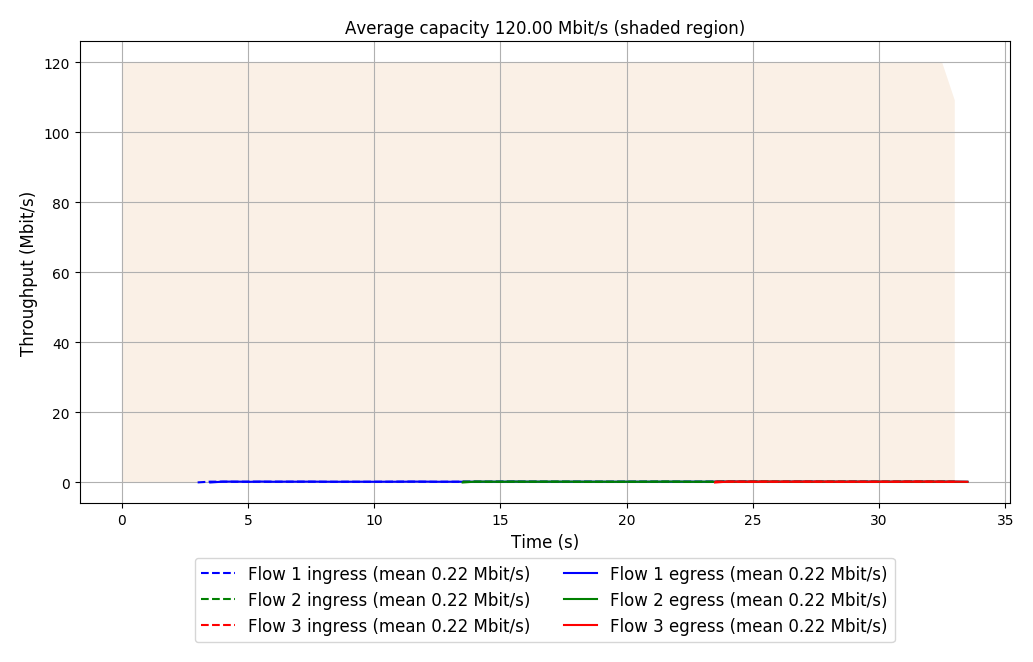 Average capacity 120.00 Mbit/s (shaded region)
Throughput (Mbit/s)
120
100
80
60
40
20
0
0 5 10 15 20 25 30 35
Time (s)
Flow 1 ingress (mean 0.22 Mbit/s) Flow 1 egress (mean 0.22 Mbit/s)
Flow 2 ingress (mean 0.22 Mbit/s) Flow 2 egress (mean 0.22 Mbit/s)
Flow 3 ingress (mean 0.22 Mbit/s) Flow 3 egress (mean 0.22 Mbit/s)